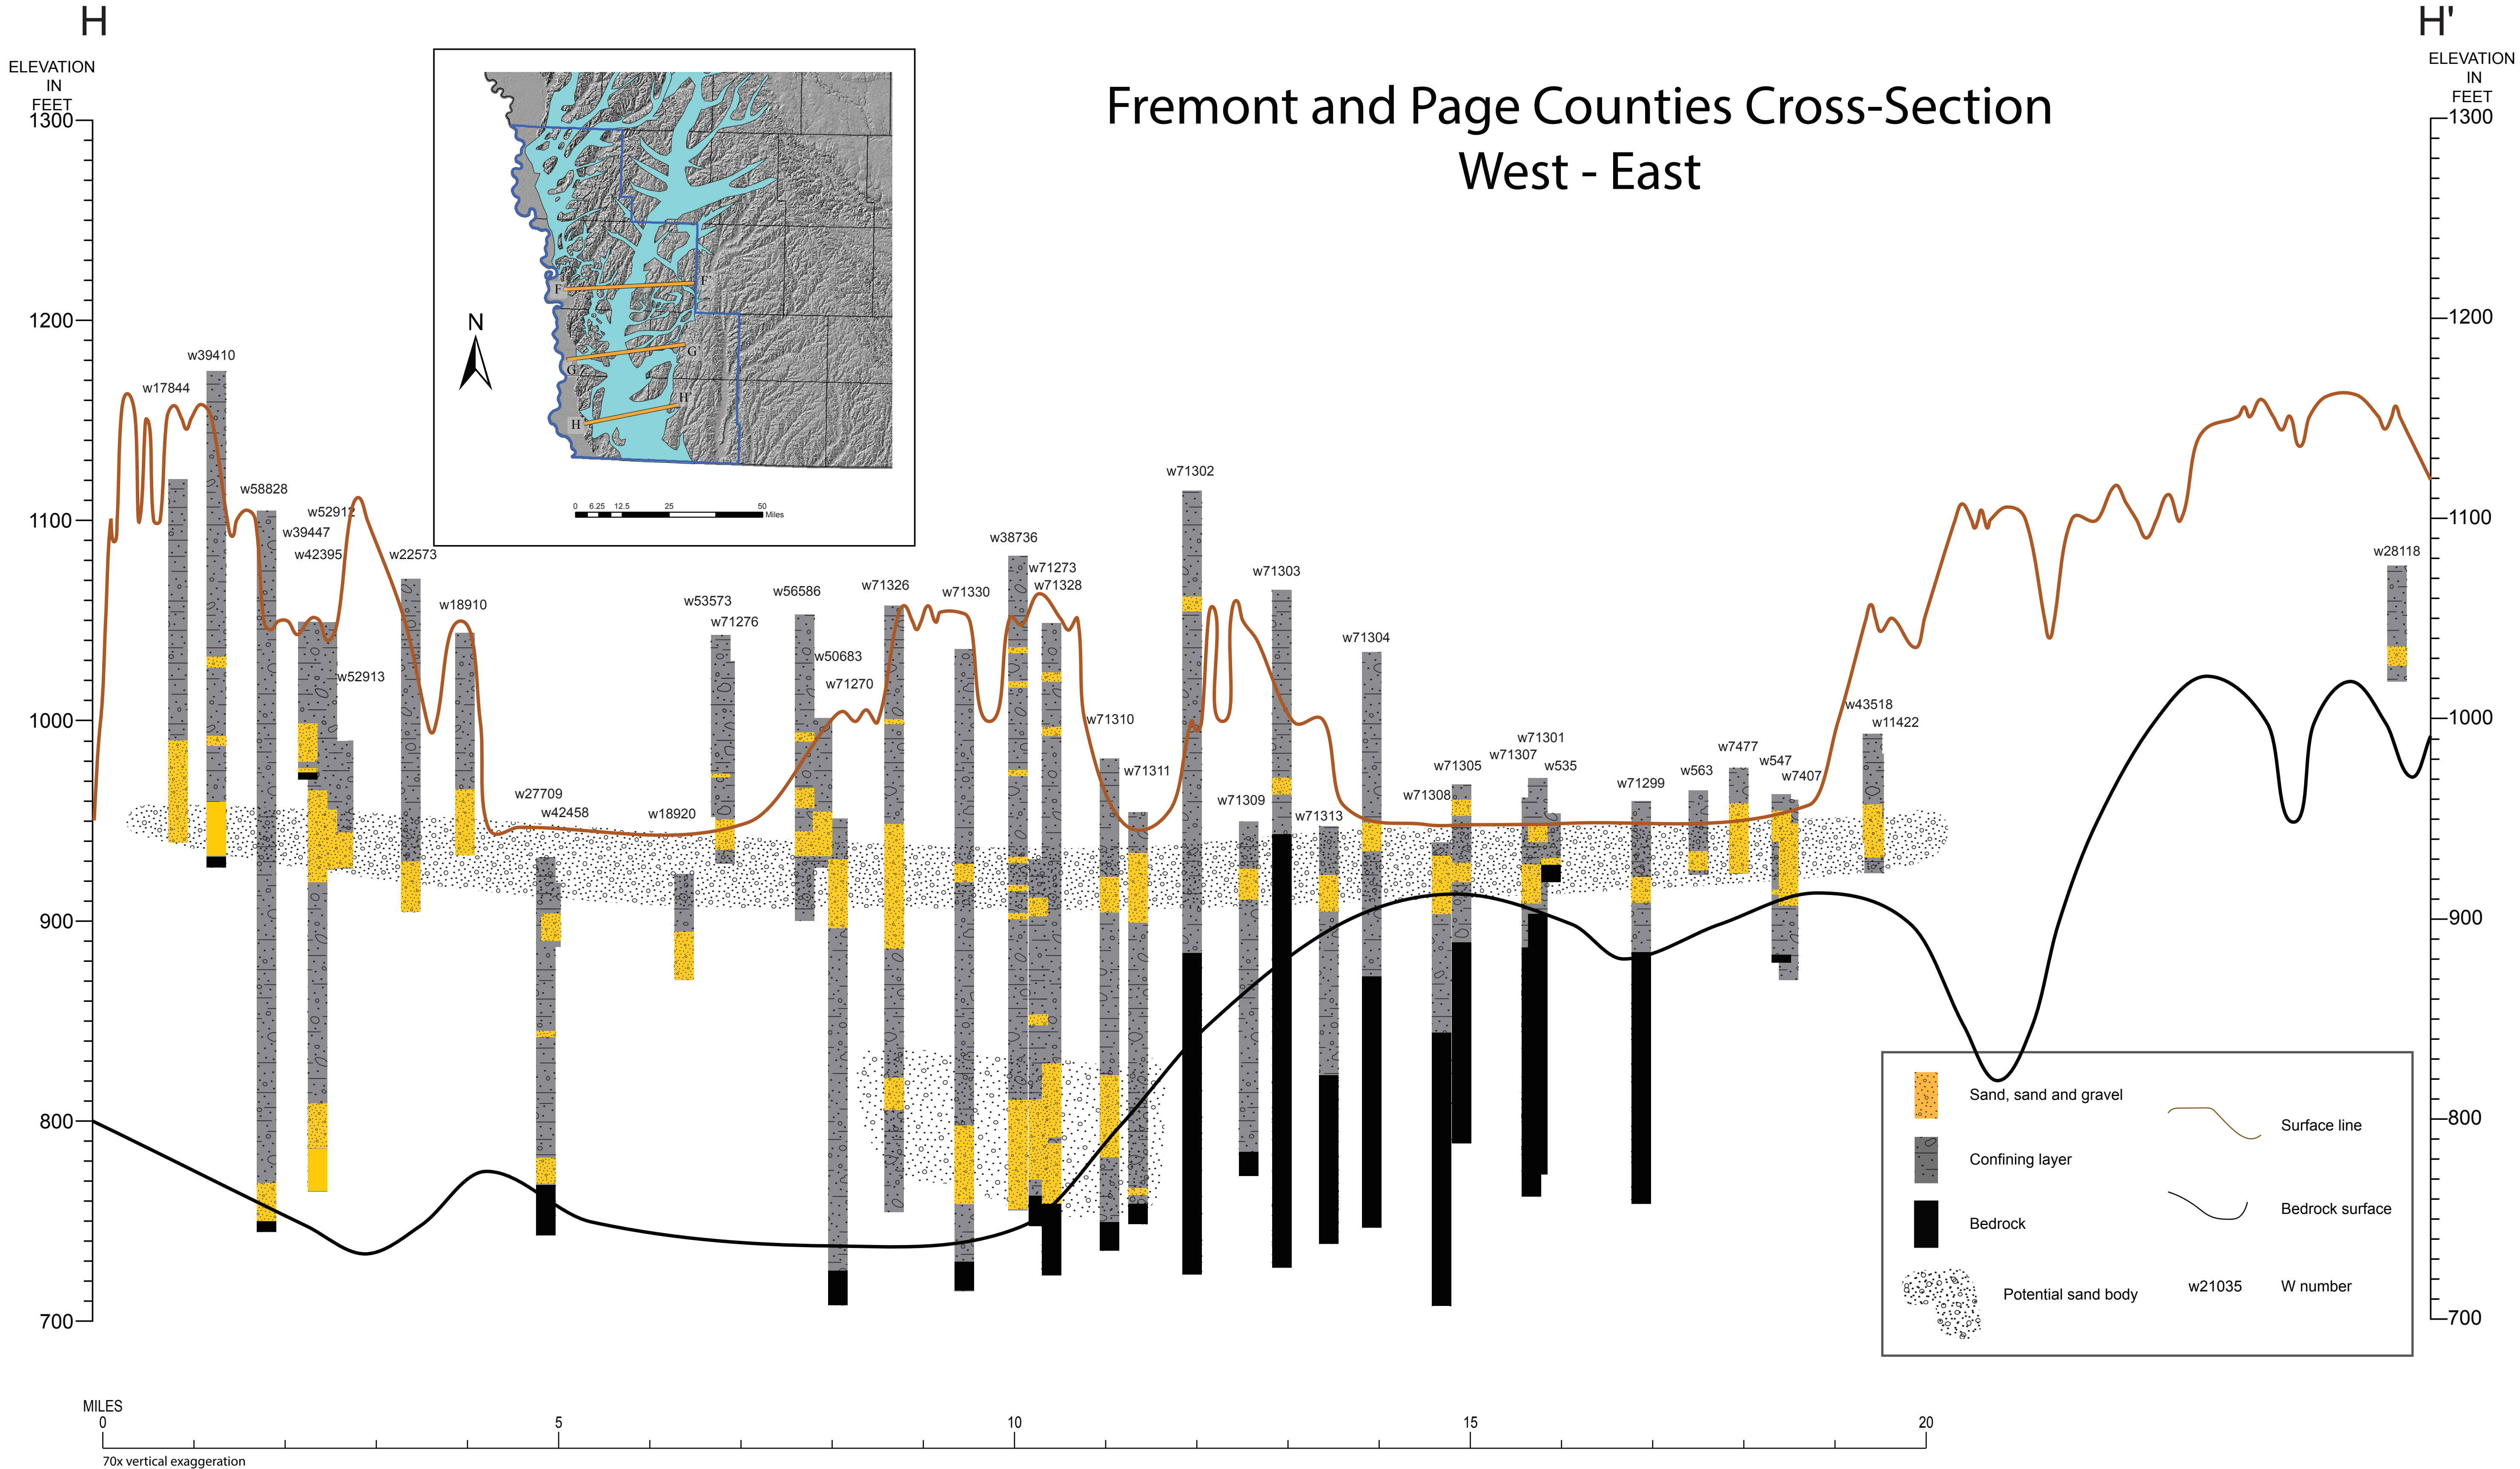 H
H'
ELEVATION
IN
FEET
ELEVATION
IN
FEET
Fremont and Page Counties Cross-Section
West - East
1300
1200
1100
1000
900
800
700
1300
1200
1100
1000
900
800
700
N
F
F'
G
G'
H
H'
0 6.25 12.5 25 50
Miles
w17844
w39410
w58828
w52912
w39447
w42395
w52913
w22573
w18910
w27709
w42458
w18920
w53573
w71276
w56586
w50683
w71270
w71326
w71330
w38736
w71273
w71328
w71310
w71311
w71302
w71309
w71303
w71313
w71304
w71308
w71305
w71307
w71301
w535
w71299
w563
w7477
w547
w7407
w43518
w11422
w28118
Sand, sand and gravel
Surface line
Confining layer
Bedrock surface
Bedrock
Potential sand body
w21035
W number
MILES
0 5 10 15 20
70x vertical exaggeration